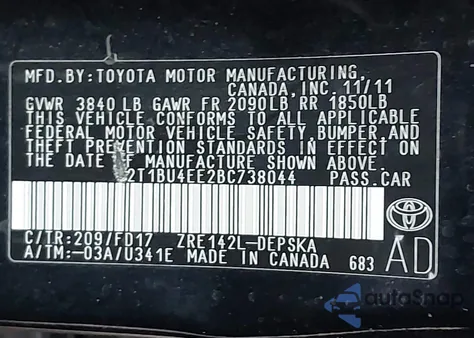 MFD.BY:TOYOTA MOTOR MANUFACTURING,
CANADA,INC.11/11
GVWR 3840LB GAWR FR 2090LB RR 1850LB
THIS VEHICLE CONFORMS TO ALL APPLICABLE
FEDERAL MOTOR VEHICLE SAFETY,BUMPER,AND
THEFT PREVENTION STANDARDS IN EFFECT ON
THE DATE OF MANUFACTURE SHOWN ABOVE.
2T1BU4EE2BC738044 PASS.CAR
C/TR:209/FD17 ZRE142L-DEPSKA
A/TM:-03A/U341E MADE IN CANADA 683
AD
TOYOTA
autoSnap